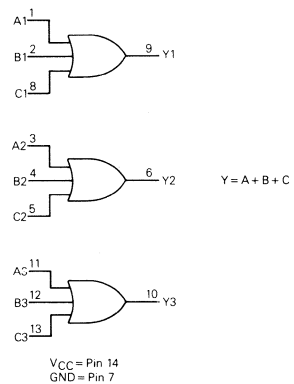 A1 1
B1 2
C1 8
9 Y1
A2 3
B2 4
C2 5
6 Y2
Y = A + B + C
A3 11
B3 12
C3 13
10 Y3
VCC = Pin 14
GND = Pin 7